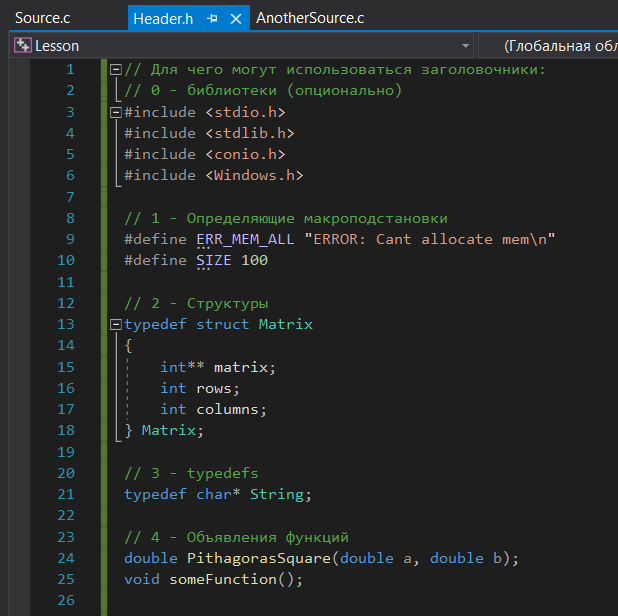 Source.c Header.h AnotherSource.c
Lesson (Глобальная обл
1 // Для чего могут использоваться заголовочники:
2 // 0 - библиотеки (опционально)
3 #include <stdio.h>
4 #include <stdlib.h>
5 #include <conio.h>
6 #include <Windows.h>
7
8 // 1 - Определяющие макроподстановки
9 #define ERR_MEM_ALL "ERROR: Cant allocate mem\n"
10 #define SIZE 100
11
12 // 2 - Структуры
13 typedef struct Matrix
14 {
15 int** matrix;
16 int rows;
17 int columns;
18 } Matrix;
19
20 // 3 - typedefs
21 typedef char* String;
22
23 // 4 - Объявления функций
24 double PithagorasSquare(double a, double b);
25 void someFunction();
26